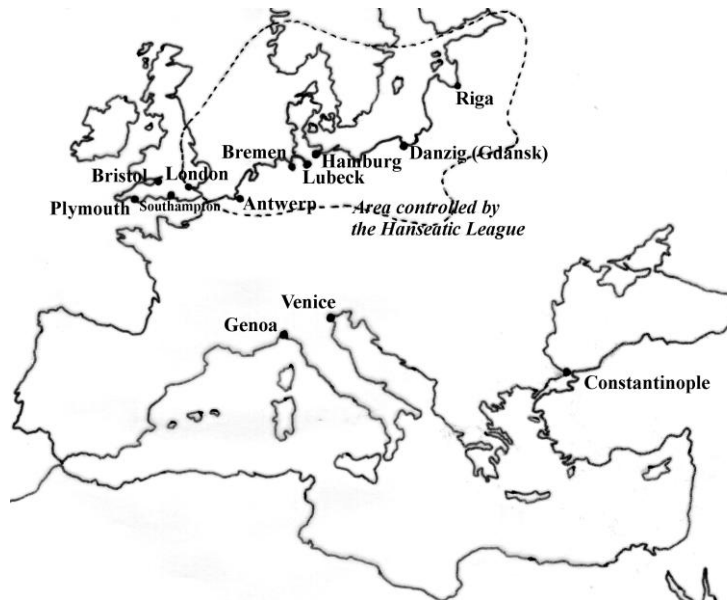 Riga
Bremen
Hamburg
Danzig (Gdansk)
Lubeck
Bristol
London
Plymouth
Southampton
Antwerp
Area controlled by
the Hanseatic League
Venice
Genoa
Constantinople